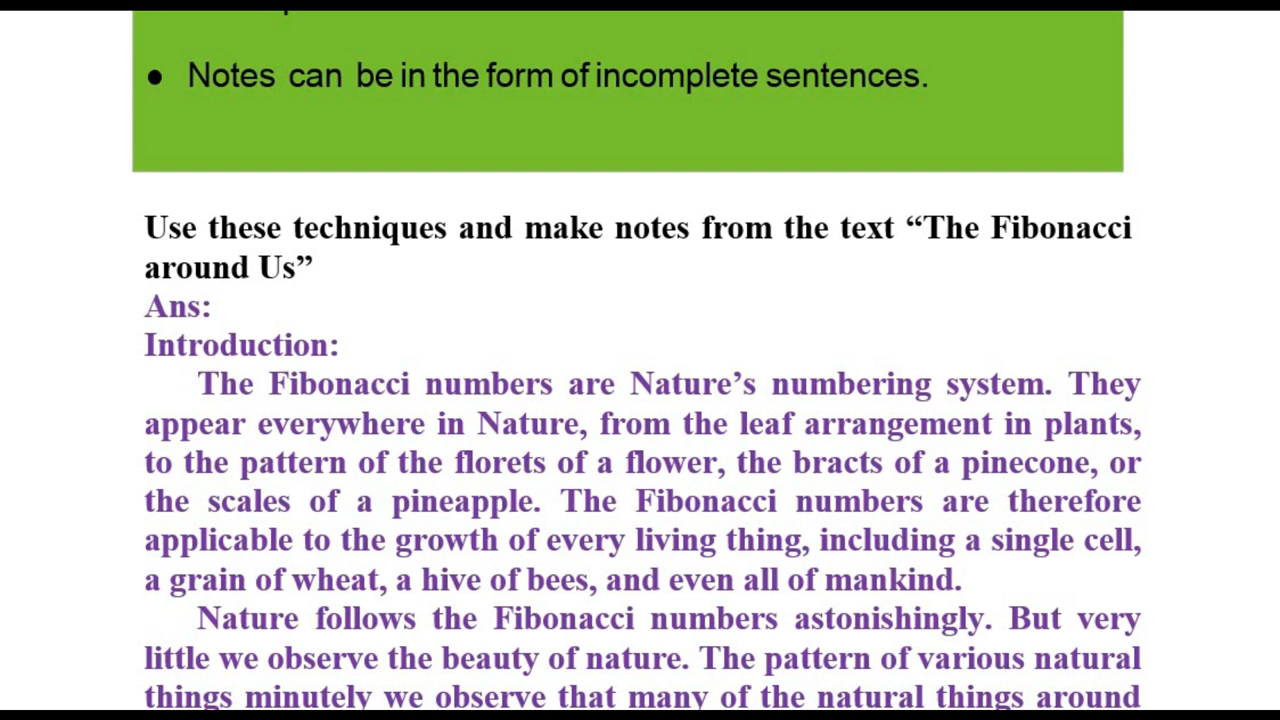 ● Notes can be in the form of incomplete sentences.
Use these techniques and make notes from the text “The Fibonacci
around Us”
Ans:
Introduction:
The Fibonacci numbers are Nature’s numbering system. They
appear everywhere in Nature, from the leaf arrangement in plants,
to the pattern of the florets of a flower, the bracts of a pinecone, or
the scales of a pineapple. The Fibonacci numbers are therefore
applicable to the growth of every living thing, including a single cell,
a grain of wheat, a hive of bees, and even all of mankind.
Nature follows the Fibonacci numbers astonishingly. But very
little we observe the beauty of nature. The pattern of various natural
things minutely we observe that many of the natural things around